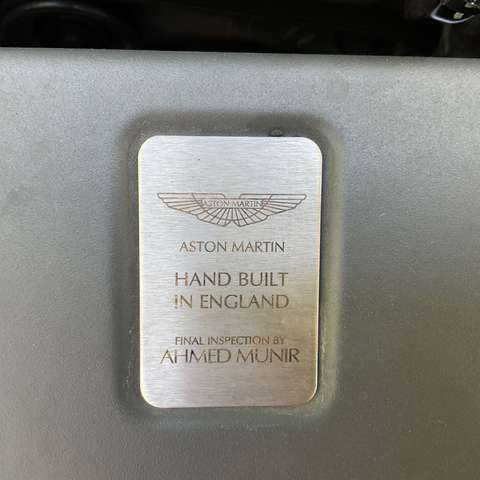 ASTON MARTIN
ASTON MARTIN
HAND BUILT
IN ENGLAND
FINAL INSPECTION BY
AHMED MUNIR